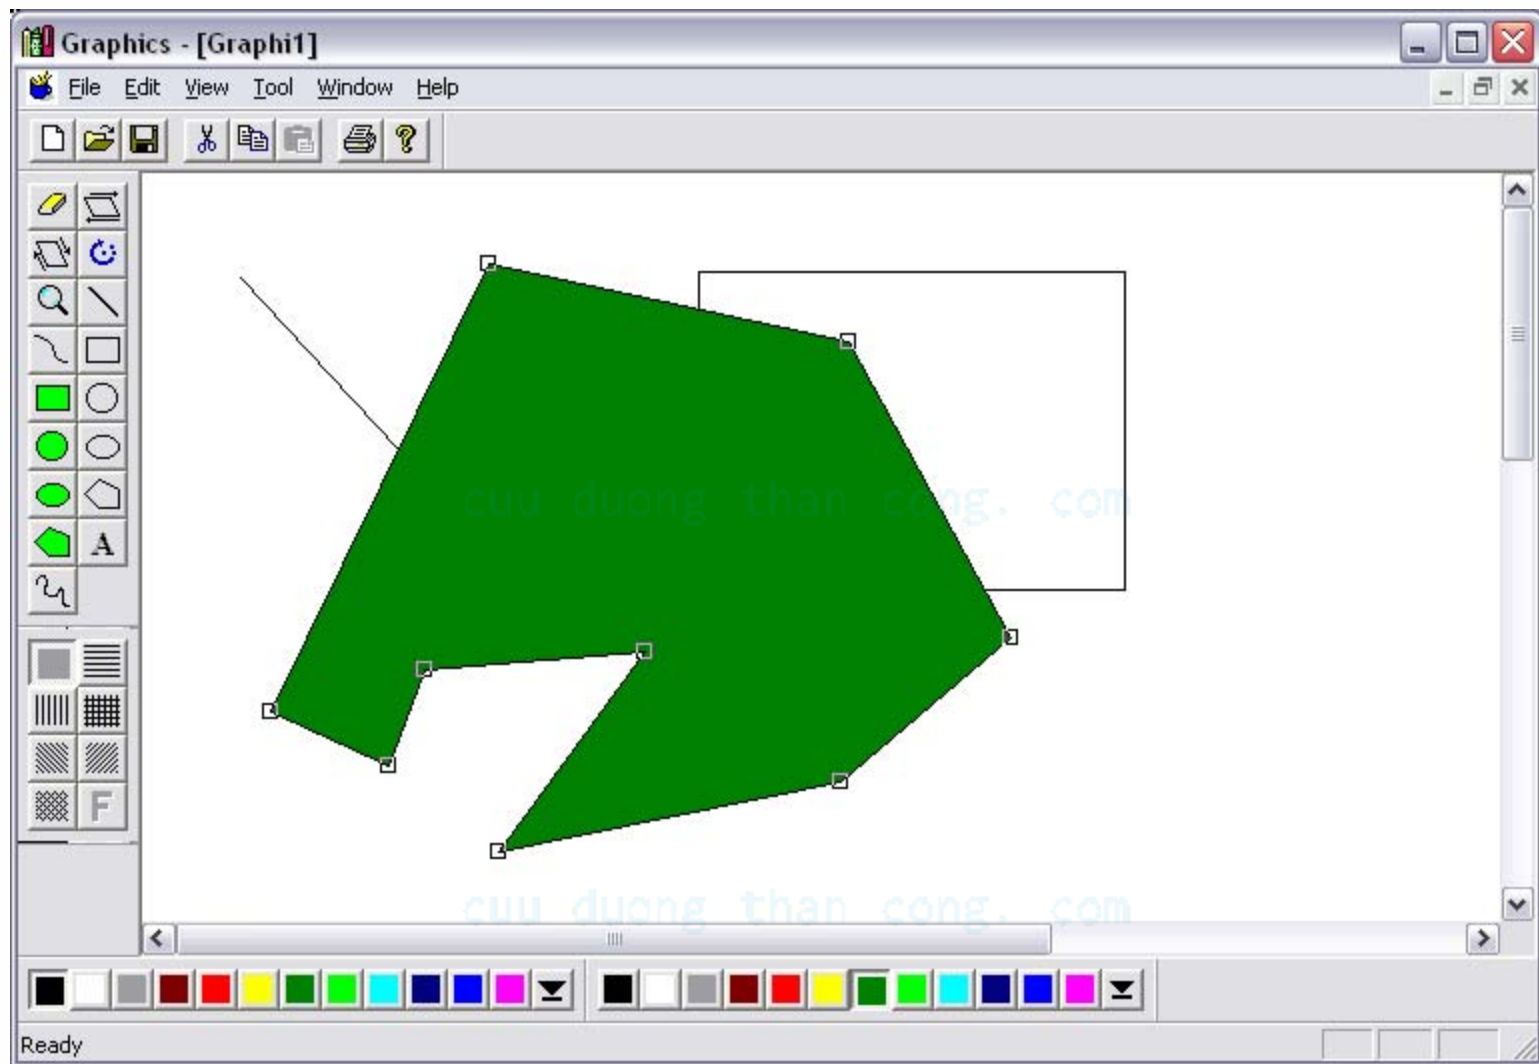 Graphics - [Graphi1]
File Edit View Tool Window Help
A
cuu duong than cong. com
F
cuu duong than cong. com
Ready